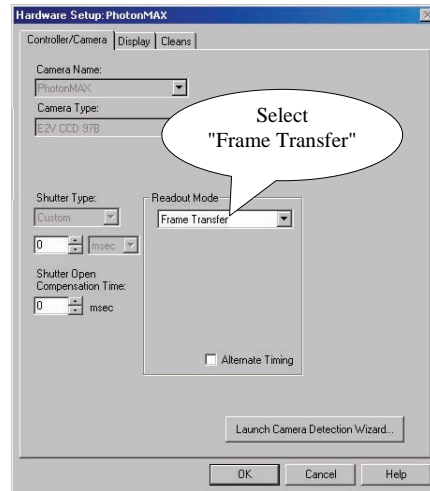 Hardware Setup: PhotonMAX
Controller/Camera Display Cleans
Camera Name:
PhotonMAX
Camera Type:
E2V CCD 97B
Select
"Frame Transfer"
Shutter Type:
Custom
0 msec
Readout Mode
Frame Transfer
Shutter Open
Compensation Time:
0 msec
Alternate Timing
Launch Camera Detection Wizard...
OK Cancel Help